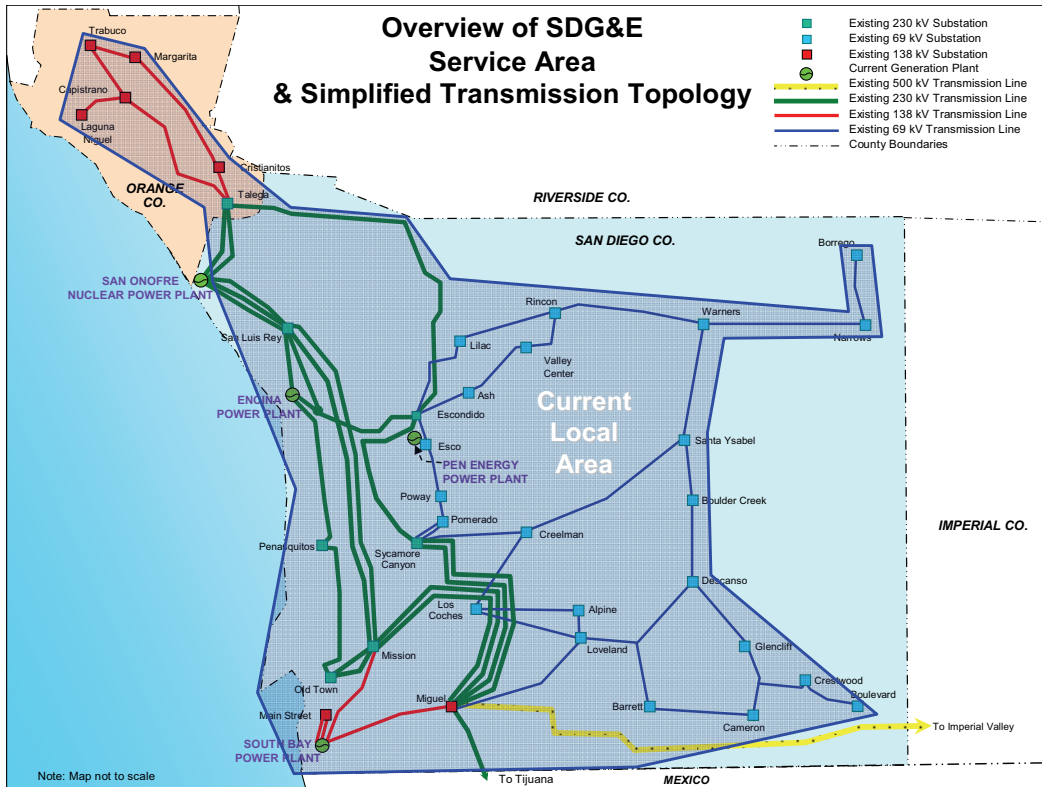 Overview of SDG&E
Service Area
& Simplified Transmission Topology
Existing 230 kV Substation
Existing 69 kV Substation
Existing 138 kV Substation
Current Generation Plant
Existing 500 kV Transmission Line
Existing 230 kV Transmission Line
Existing 138 kV Transmission Line
Existing 69 kV Transmission Line
County Boundaries
Trabuco
Margarita
Capistrano
Laguna
Niguel
Cristianitos
ORANGE
CO.
Talega
RIVERSIDE CO.
SAN DIEGO CO.
Borrego
SAN ONOFRE
NUCLEAR POWER PLANT
Rincon
Warners
San Luis Rey
Lilac
Narrows
Valley
Center
ENCINA
POWER PLANT
Ash
Current
Local
Area
Escondido
Esco
Santa Ysabel
PEN ENERGY
POWER PLANT
Poway
Boulder Creek
Pomerado
IMPERIAL CO.
Creelman
Penasquitos
Sycamore
Canyon
Descanso
Los
Coches
Alpine
Mission
Loveland
Glencliff
Old Town
Crestwood
Miguel
Boulevard
Main Street
Barrett
Cameron
To Imperial Valley
SOUTH BAY
POWER PLANT
Note: Map not to scale
To Tijuana
MEXICO